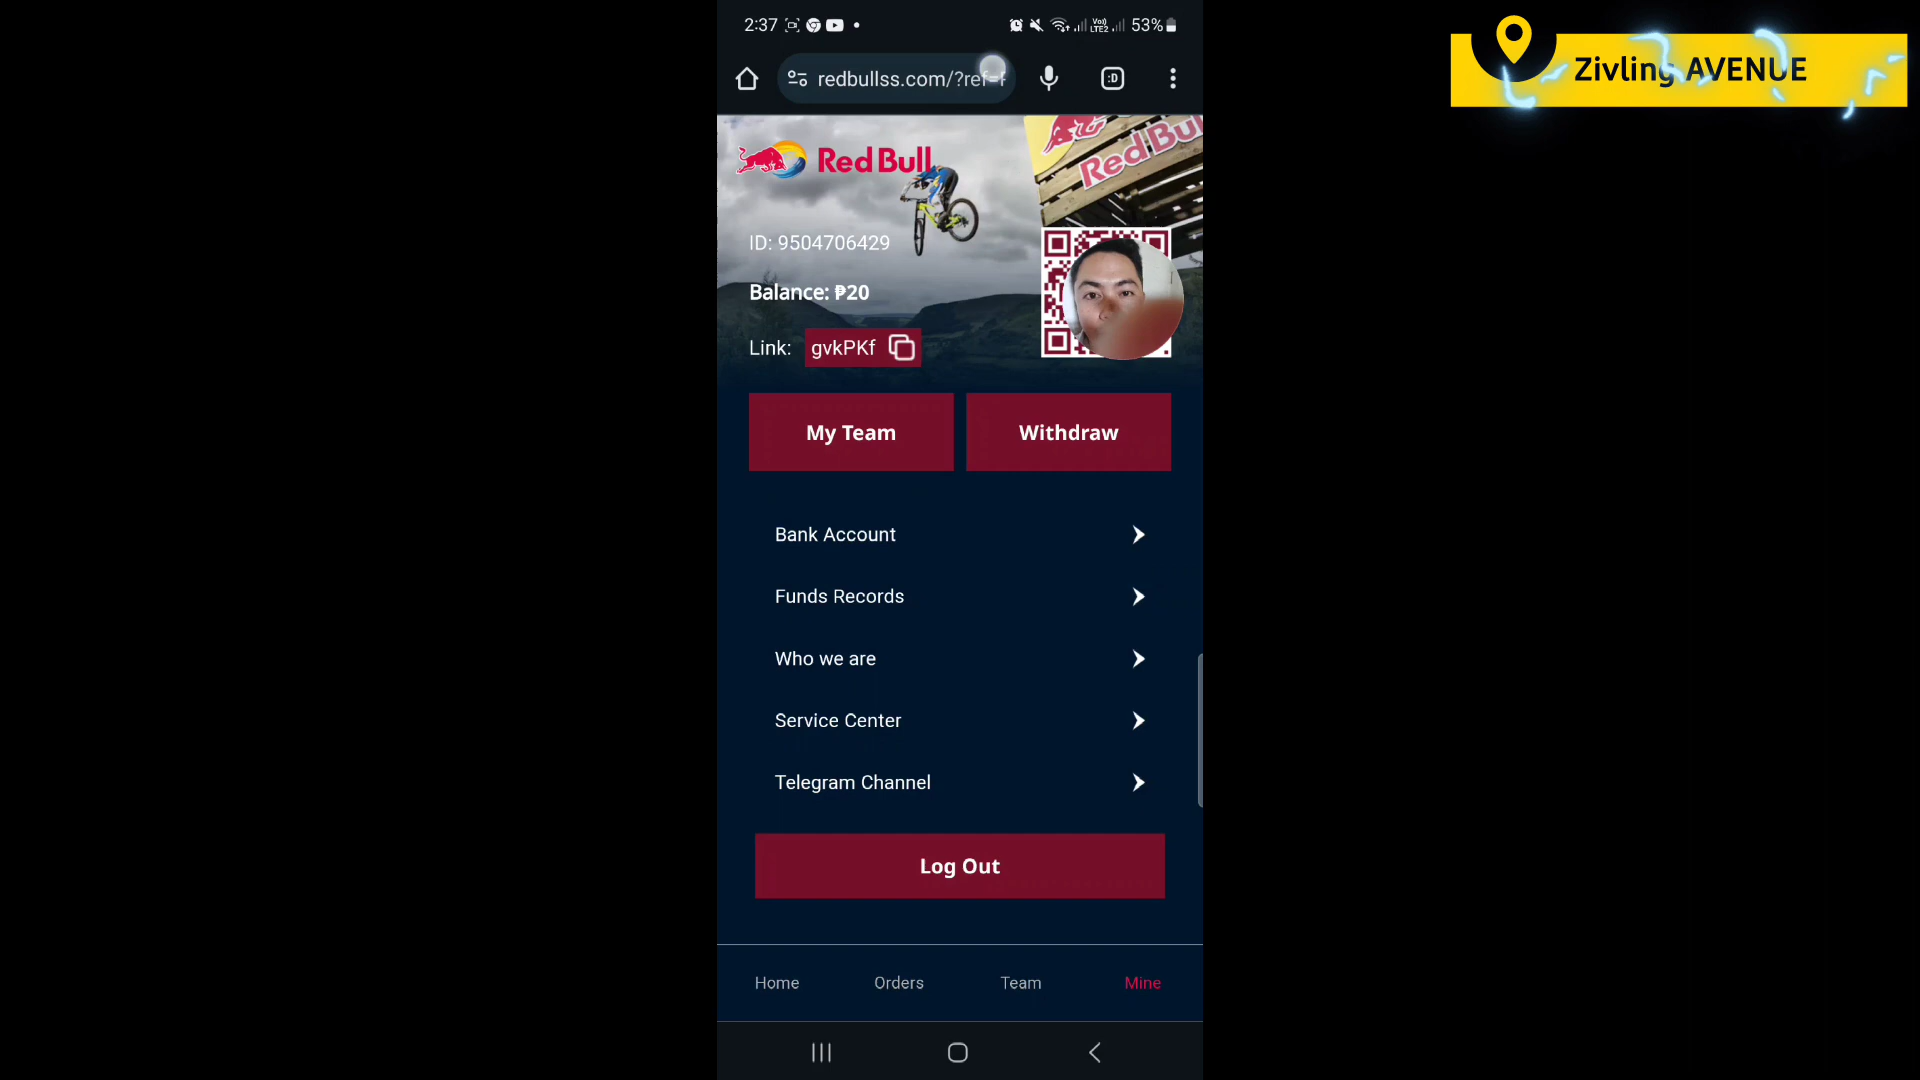 2:37
Vo)) LTE2
53%
redbullss.com/?ref=
:D
Zivling AVENUE
Red Bull
Red Bull
ID: 9504706429
Balance: ₱20
Link: gvkPKf
My Team
Withdraw
Bank Account
Funds Records
Who we are
Service Center
Telegram Channel
Log Out
Home
Orders
Team
Mine